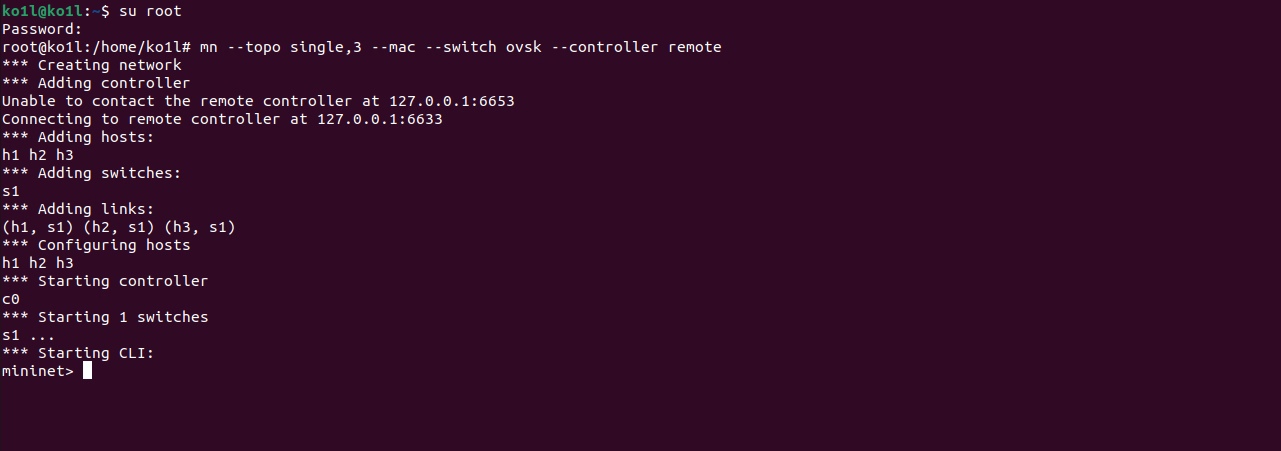 ko1l@ko1l:~$ su root
Password:
root@ko1l:/home/ko1l# mn --topo single,3 --mac --switch ovsk --controller remote
*** Creating network
*** Adding controller
Unable to contact the remote controller at 127.0.0.1:6653
Connecting to remote controller at 127.0.0.1:6633
*** Adding hosts:
h1 h2 h3
*** Adding switches:
s1
*** Adding links:
(h1, s1) (h2, s1) (h3, s1)
*** Configuring hosts
h1 h2 h3
*** Starting controller
c0
*** Starting 1 switches
s1 ...
*** Starting CLI:
mininet>